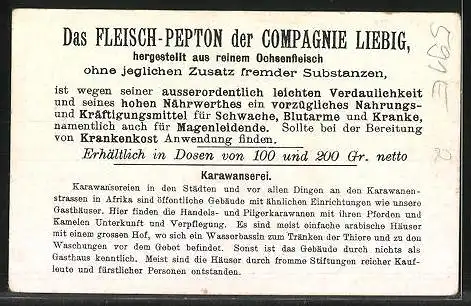 Das FLEISCH-PEPTON der COMPAGNIE LIEBIG,
hergestellt aus reinem Ochsenfleisch
ohne jeglichen Zusatz fremder Substanzen,
ist wegen seiner ausserordentlich leichten Verdaulichkeit
und seines hohen Nährwerthes ein vorzügliches Nahrungs-
und Kräftigungsmittel für Schwache, Blutarme und Kranke,
namentlich auch für Magenleidende. Sollte bei der Bereitung
von Krankenkost Anwendung finden.
Erhältlich in Dosen von 100 und 200 Gr. netto
Karawanserei.
Karawansereien in den Städten und vor allen Dingen an den Karawanen-
strassen in Afrika sind öffentliche Gebäude mit ähnlichen Einrichtungen wie unsere
Gasthäuser. Hier finden die Handels- und Pilgerkarawanen mit ihren Pferden und
Kamelen Unterkunft und Verpflegung. Es sind meist einfache arabische Häuser
mit einem grossen Hof, wo sich ein Wasserbassin zum Tränken der Thiere und zu den
Waschungen vor dem Gebet befindet. Sonst ist das Gebäude durch nichts als
Gasthaus kenntlich. Meist sind die Häuser durch fromme Stiftungen reicher Kauf-
leute und fürstlicher Personen entstanden.